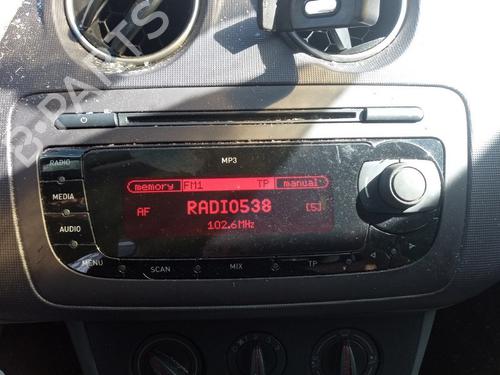 B-PARTS
MP3
RADIO
memory FM1 TP manual
MEDIA
AF RADIO538 [5]
102.6MHz
AUDIO
MENU SCAN MIX TP